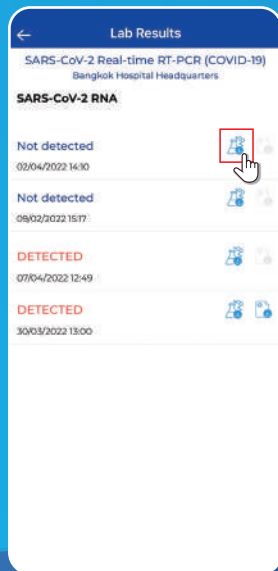 Lab Results
SARS-CoV-2 Real-time RT-PCR (COVID-19)
Bangkok Hospital Headquarters
SARS-CoV-2 RNA
Not detected
02/04/2022 14:10
Not detected
09/02/2022 15:17
DETECTED
07/04/2022 12:49
DETECTED
30/03/2022 13:00